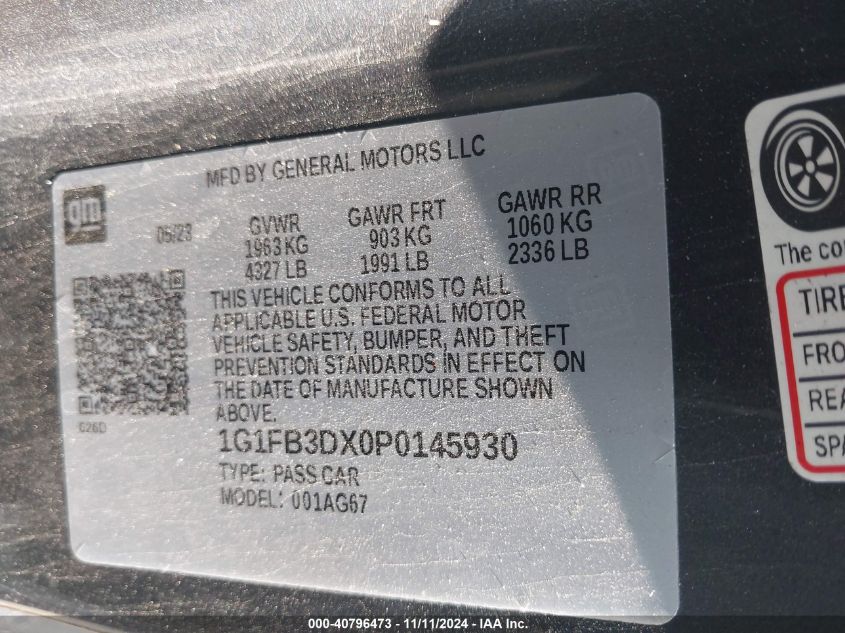 MFD BY GENERAL MOTORS LLC
gm
05/23
GVWR
1963 KG
4327 LB
GAWR FRT
903 KG
1991 LB
GAWR RR
1060 KG
2336 LB
THIS VEHICLE CONFORMS TO ALL
APPLICABLE U.S. FEDERAL MOTOR
VEHICLE SAFETY, BUMPER, AND THEFT
PREVENTION STANDARDS IN EFFECT ON
THE DATE OF MANUFACTURE SHOWN
ABOVE.
G26D
1G1FB3DX0P0145930
TYPE: PASS CAR
MODEL: 001AG67
The co
TIRE
FRO
REA
SPA
000-40796473 - 11/11/2024 - IAA Inc.